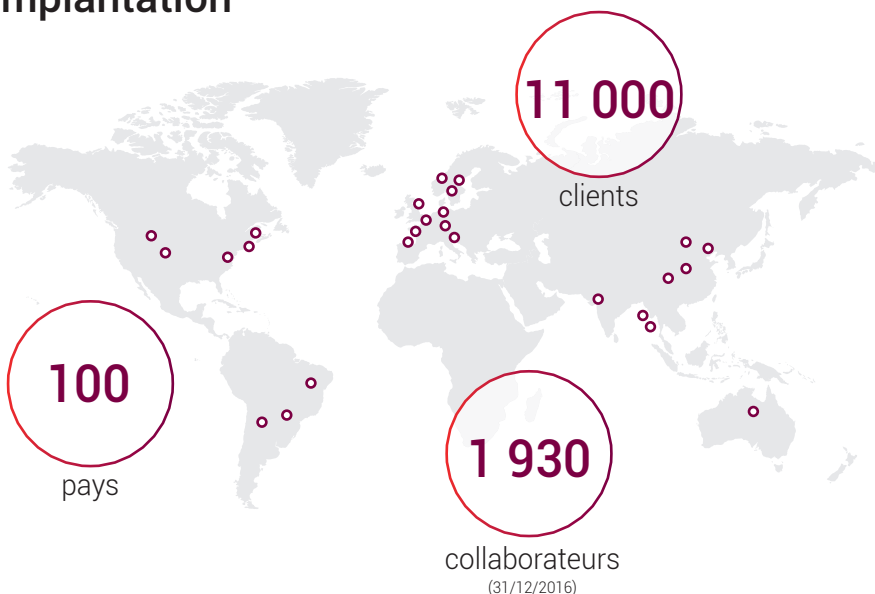 mplantation
11 000
clients
100
pays
1 930
collaborateurs
(31/12/2016)